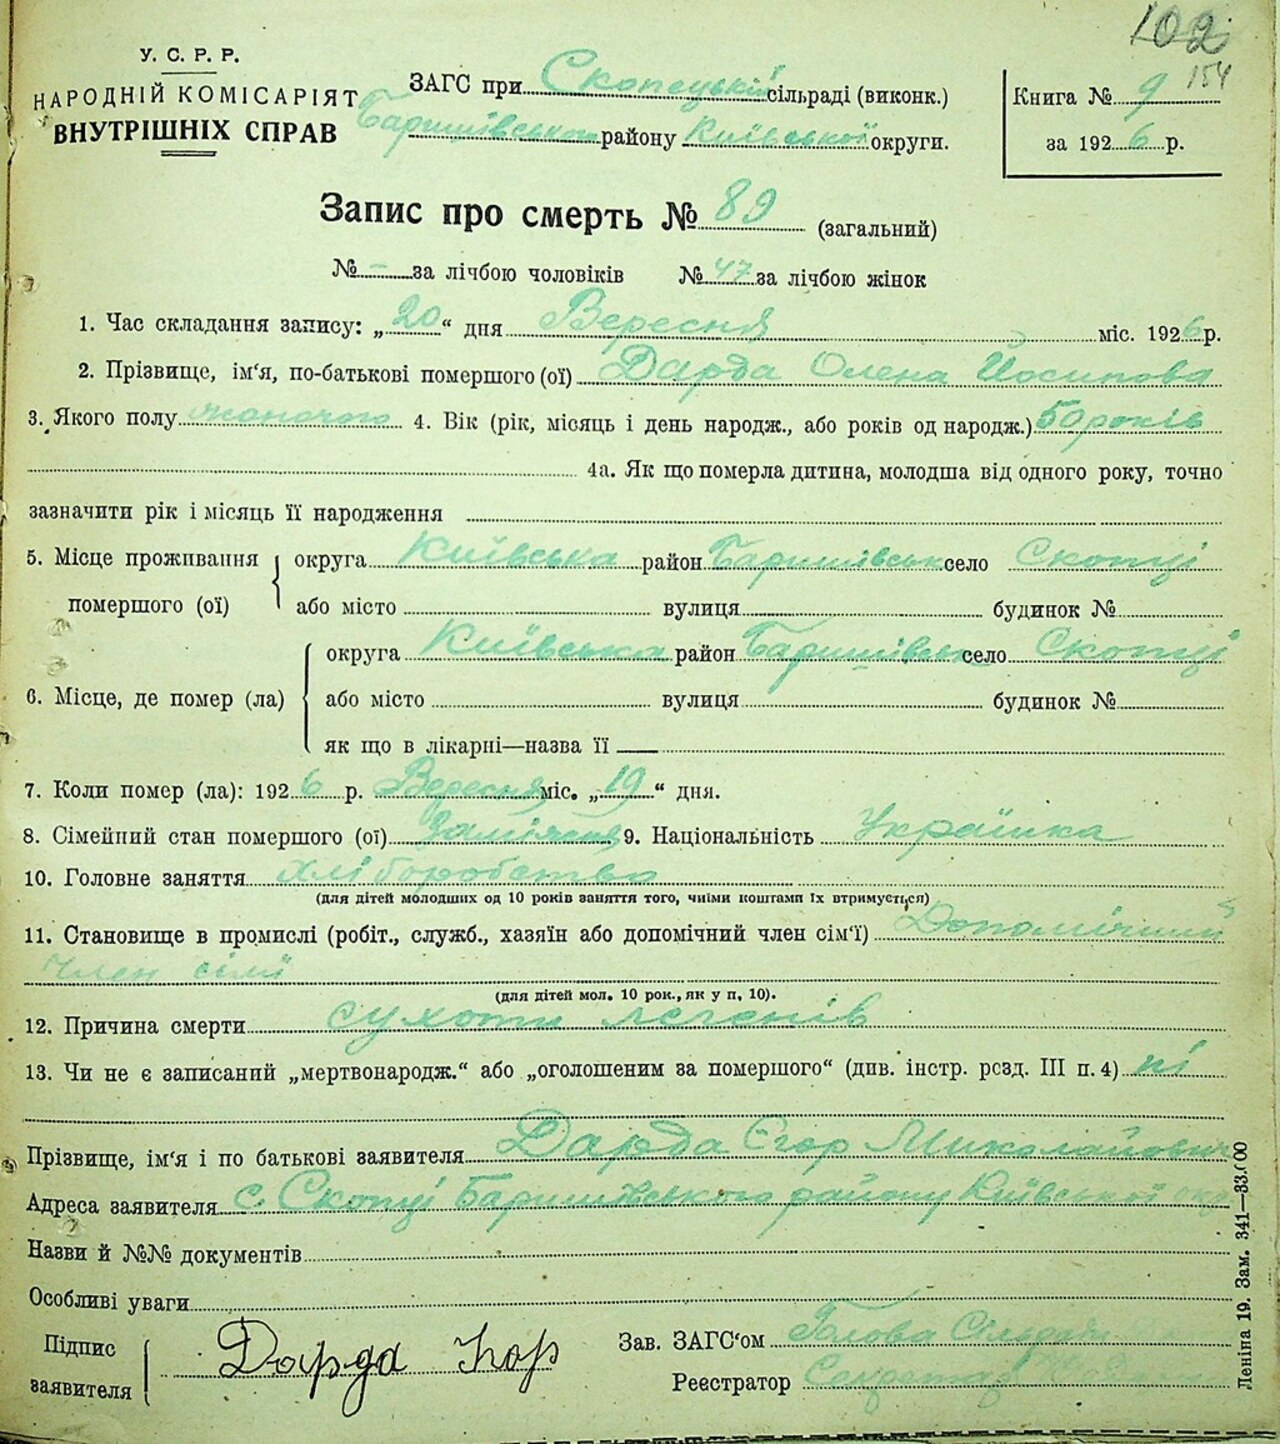 102
154
У. С. Р. Р.
НАРОДНІЙ КОМІСАРІЯТ
ВНУТРІШНІХ СПРАВ
ЗАГС при Скопецькій сільраді (виконк.)
Баришівського району Київської округи.
Книга № 9
за 1926 р.
Запис про смерть № 89 (загальний)
№ - за лічбою чоловіків № 47 за лічбою жінок
1. Час складання запису: „20“ дня Вересня міс. 1926 р.
2. Прізвище, ім‘я, по-батькові помершого (ої) Дарда Олена Йосипова
3. Якого полу жіночого 4. Вік (рік, місяць і день народж., або років од народж.) 50 років
4а. Як що померла дитина, молодша від одного року, точно
зазначити рік і місяць її народження
5. Місце проживання помершого (ої) округа Київська район Баришівськ село Скопці
або місто вулиця будинок №
6. Місце, де помер (ла) округа Київська район Баришівськ село Скопці
або місто вулиця будинок №
як що в лікарні—назва її
7. Коли помер (ла): 1926 р. Вересня міс. „19“ дня.
8. Сімейний стан помершого (ої) 9. Національність Українка
10. Головне заняття хліборобство
(для дітей молодших од 10 років заняття того, чиїми коштами їх втримується)
11. Становище в промислі (робіт., служб., хазяїн або допомічний член сім‘ї) Допомічний
член сімї
(для дітей мол. 10 рок., як у п. 10).
12. Причина смерти сухоти легенів
13. Чи не є записаний „мертвонародж.“ або „оголошеним за помершого“ (див. інстр. розд. III п. 4) ні
Прізвище, ім‘я і по батькові заявителя Дарда Єгор Миколайович
Адреса заявителя с. Скопці Баришівського району Київської окр
Назви й №№ документів
Особливі уваги
Підпис заявителя Дарда
Зав. ЗАГС‘ом Голова Сільради
Реєстратор Секретар
Леніна 19. Зам. 341—33.000